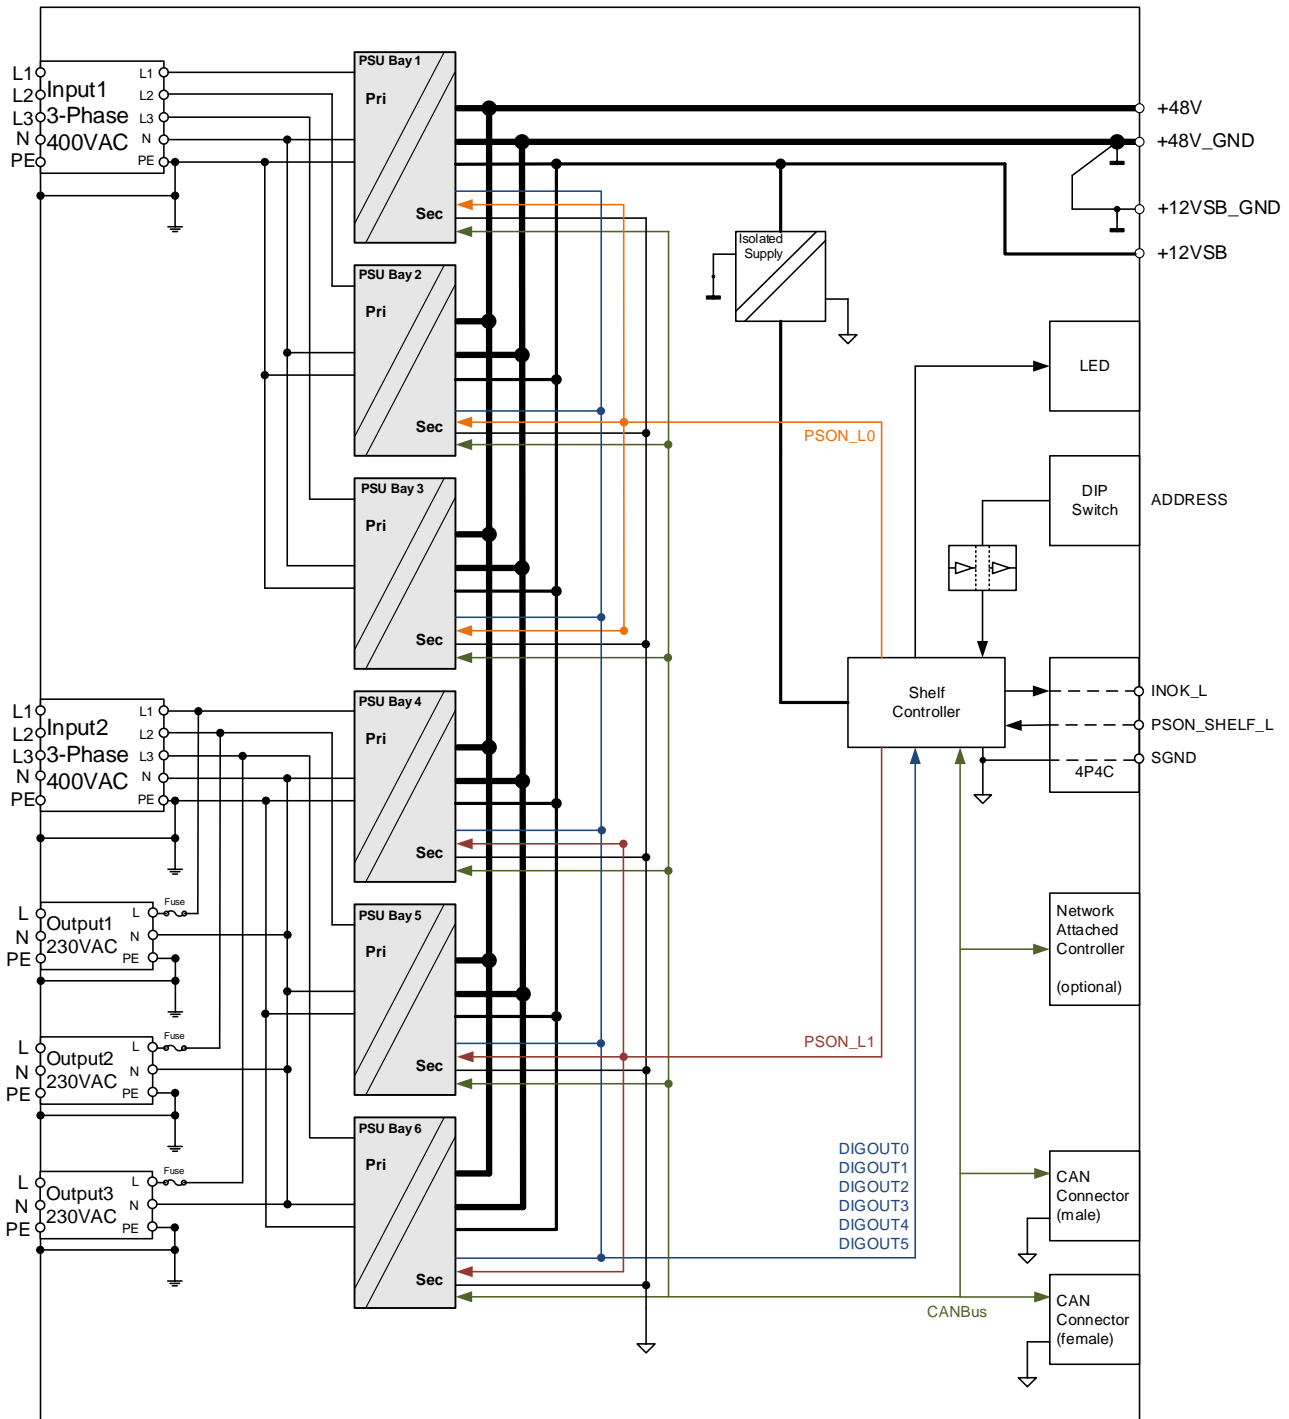 L1
L2
L3
N
PE
Input1
3-Phase
400VAC
L1
L2
L3
N
PE
PSU Bay 1
Pri
Sec
+48V
+48V_GND
+12VSB_GND
+12VSB
Isolated
Supply
PSU Bay 2
Pri
Sec
PSON_L0
LED
DIP
Switch
ADDRESS
PSU Bay 3
Pri
Sec
Shelf
Controller
INOK_L
PSON_SHELF_L
SGND
4P4C
L1
L2
L3
N
PE
Input2
3-Phase
400VAC
L1
L2
L3
N
PE
PSU Bay 4
Pri
Sec
L
N
PE
Output1
230VAC
L
N
PE
Fuse
PSU Bay 5
Pri
Sec
Network
Attached
Controller
(optional)
L
N
PE
Output2
230VAC
L
N
PE
Fuse
PSON_L1
PSU Bay 6
Pri
Sec
L
N
PE
Output3
230VAC
L
N
PE
Fuse
DIGOUT0
DIGOUT1
DIGOUT2
DIGOUT3
DIGOUT4
DIGOUT5
CAN
Connector
(male)
CANBus
CAN
Connector
(female)